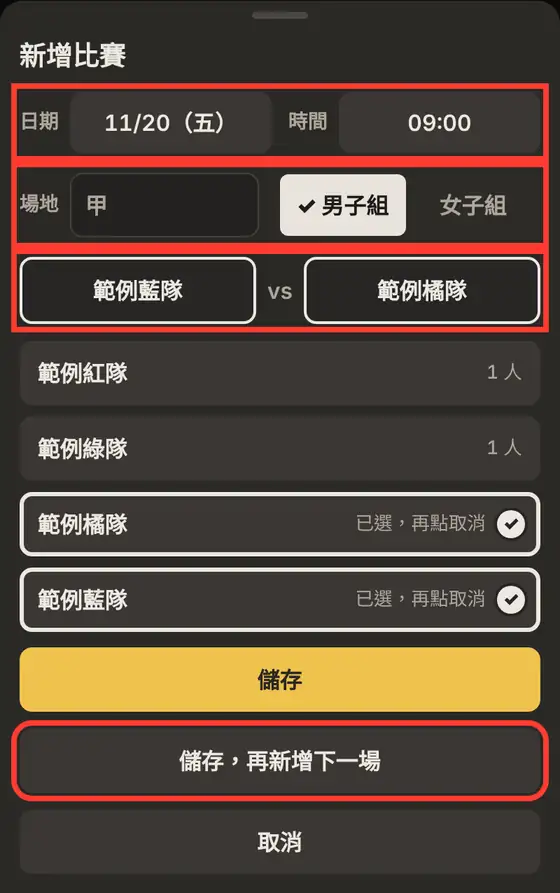 新增比賽
日期 11/20（五） 時間 09:00
場地 甲 男子組 女子組
範例藍隊 vs 範例橘隊
範例紅隊 1 人
範例綠隊 1 人
範例橘隊 已選，再點取消
範例藍隊 已選，再點取消
儲存
儲存，再新增下一場
取消